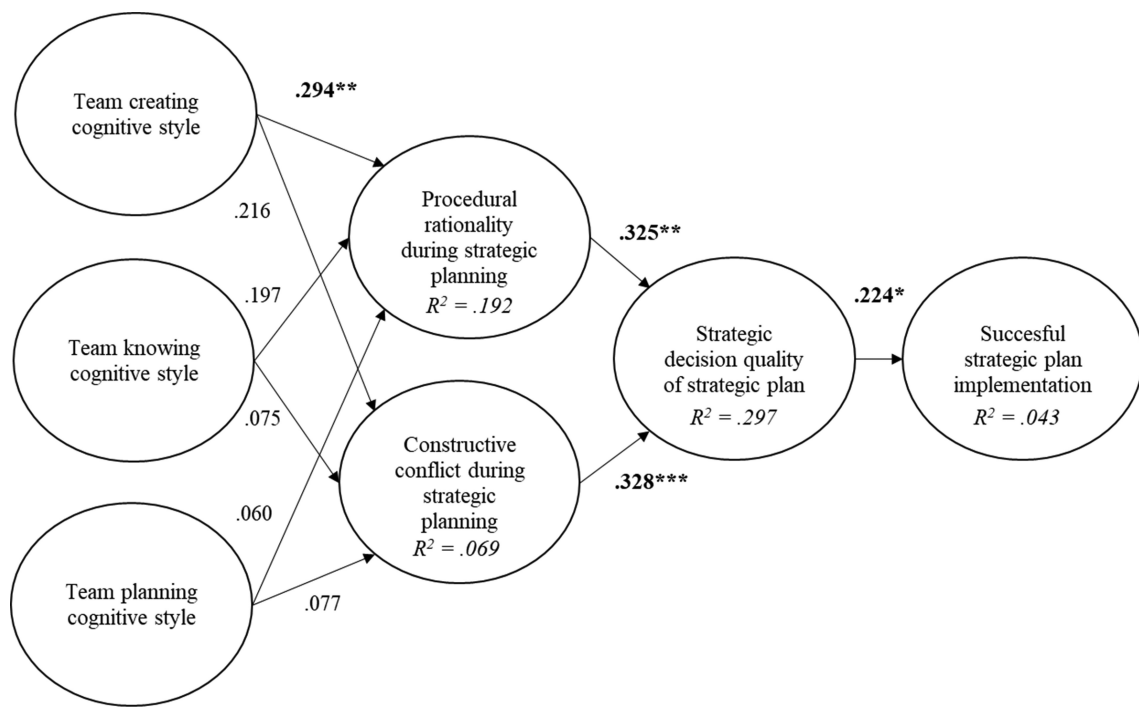 Team creating
cognitive style
.294**
.216
Team knowing
cognitive style
.197
.075
Team planning
cognitive style
.060
.077
Procedural
rationality
during strategic
planning
R² = .192
Constructive
conflict during
strategic
planning
R² = .069
.325**
.328***
Strategic
decision quality
of strategic plan
R² = .297
.224*
Succesful
strategic plan
implementation
R² = .043